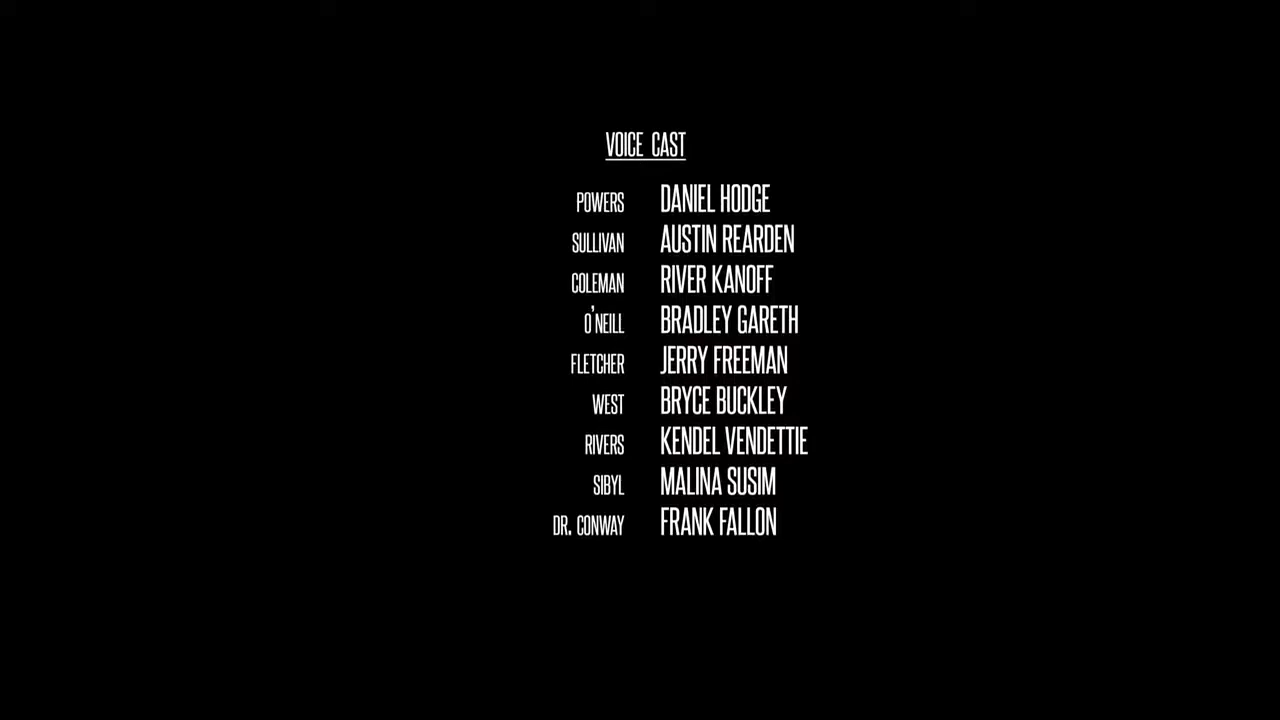 VOICE CAST
POWERS DANIEL HODGE
SULLIVAN AUSTIN REARDEN
COLEMAN RIVER KANOFF
O'NEILL BRADLEY GARETH
FLETCHER JERRY FREEMAN
WEST BRYCE BUCKLEY
RIVERS KENDEL VENDETTIE
SIBYL MALINA SUSIM
DR. CONWAY FRANK FALLON